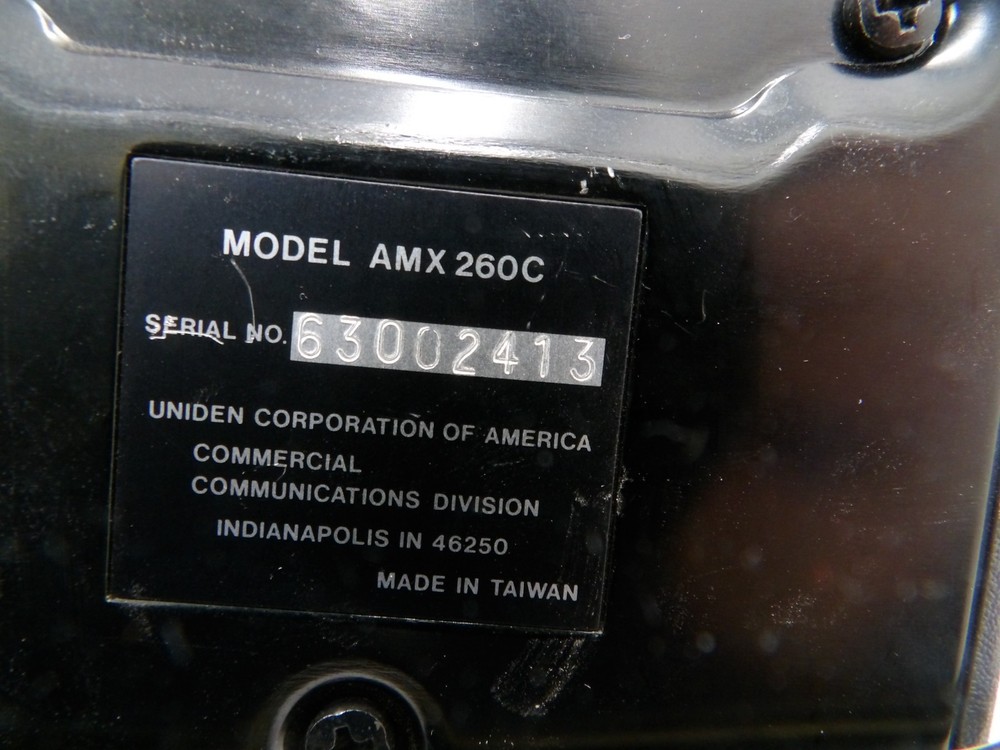 MODEL AMX 260C
SERIAL NO. 63002413
UNIDEN CORPORATION OF AMERICA
COMMERCIAL
COMMUNICATIONS DIVISION
INDIANAPOLIS IN 46250
MADE IN TAIWAN